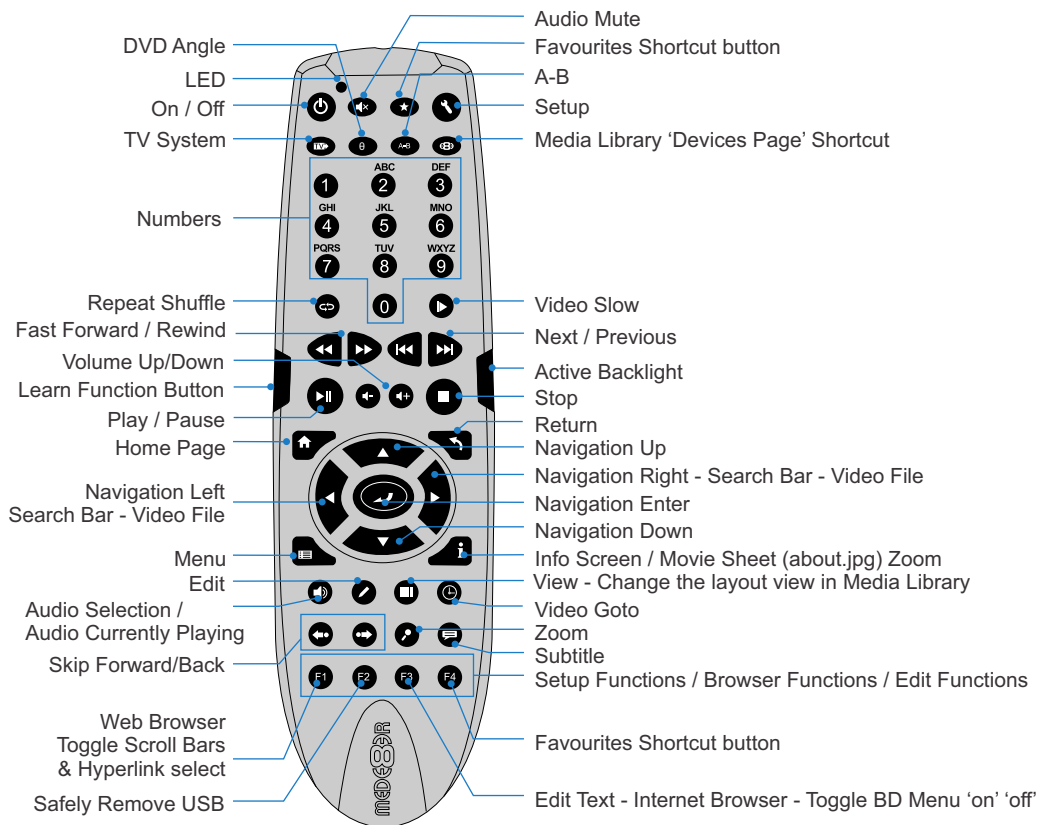 Audio Mute
DVD Angle
Favourites Shortcut button
LED
A-B
On / Off
Setup
TV System
TV
θ
A-B
Media Library ‘Devices Page’ Shortcut
ABC
DEF
1
2
3
GHI
JKL
MNO
Numbers
4
5
6
PQRS
TUV
WXYZ
7
8
9
Repeat Shuffle
0
Video Slow
Fast Forward / Rewind
Next / Previous
Volume Up/Down
Active Backlight
Learn Function Button
Stop
Play / Pause
Return
Home Page
Navigation Up
Navigation Right - Search Bar - Video File
Navigation Left
Search Bar - Video File
Navigation Enter
Navigation Down
Menu
i
Info Screen / Movie Sheet (about.jpg) Zoom
Edit
View - Change the layout view in Media Library
Audio Selection /
Audio Currently Playing
Video Goto
Zoom
Skip Forward/Back
Subtitle
F1
F2
F3
F4
Setup Functions / Browser Functions / Edit Functions
Web Browser
Toggle Scroll Bars
& Hyperlink select
Favourites Shortcut button
MEDE8ER
Safely Remove USB
Edit Text - Internet Browser - Toggle BD Menu ‘on’ ‘off’